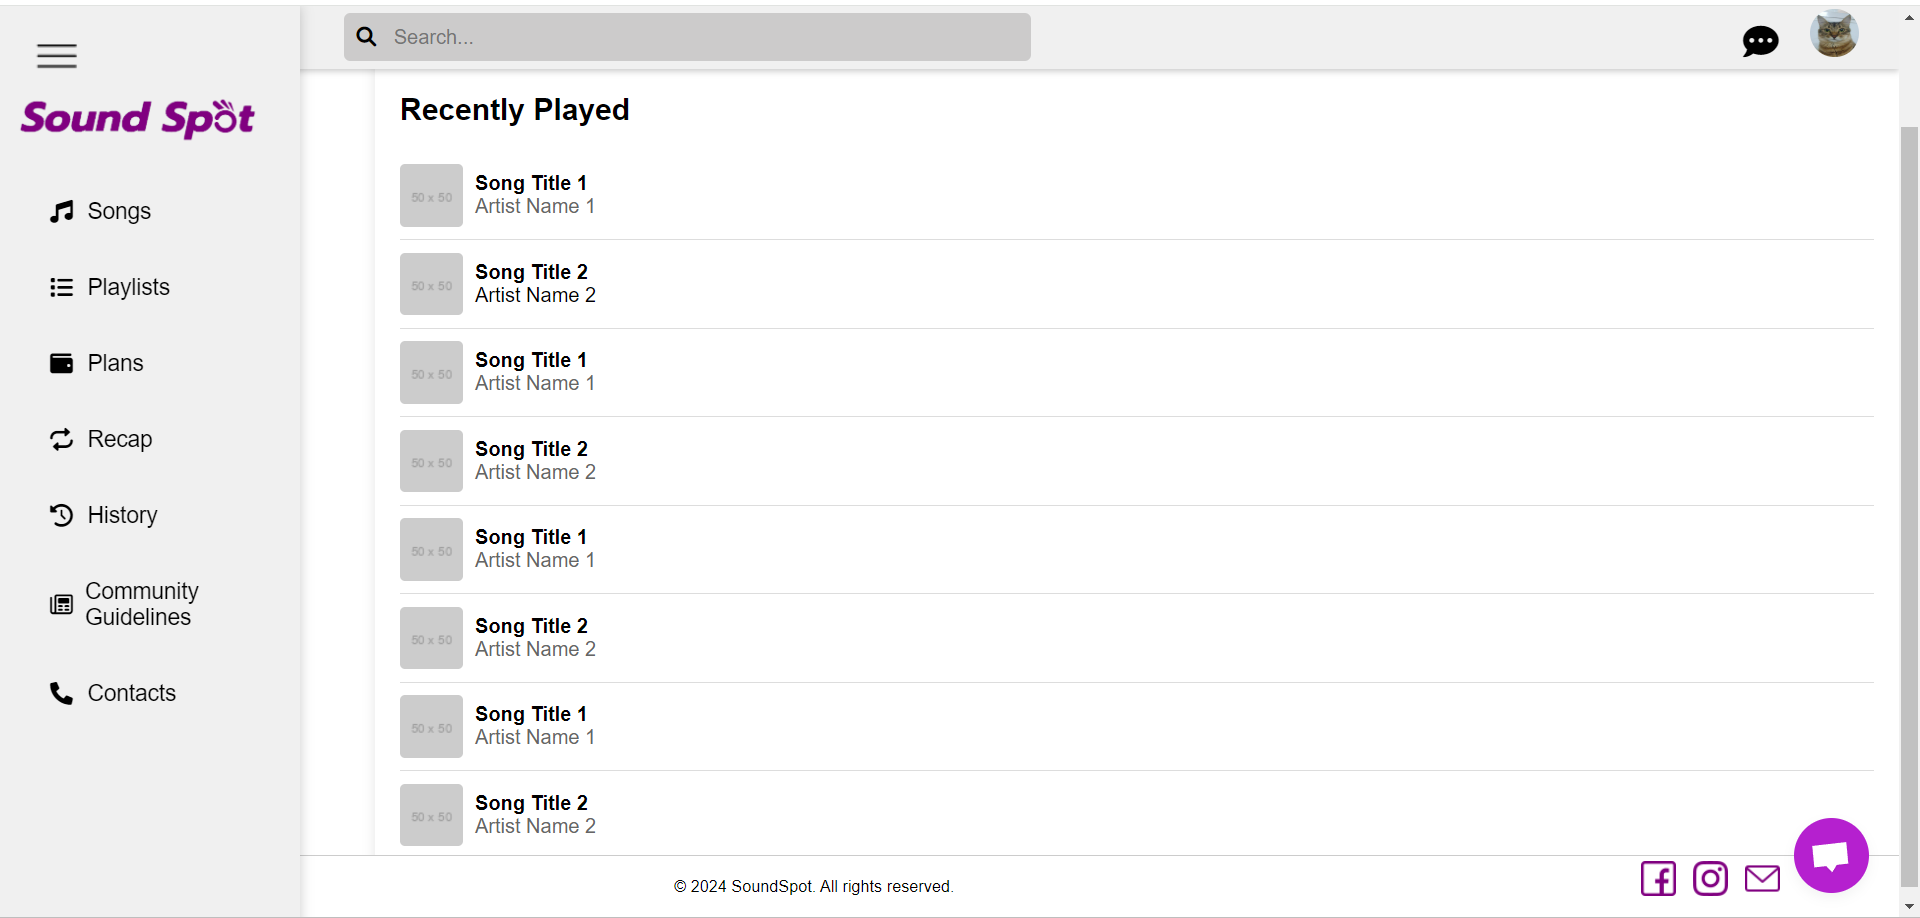 Search...
Sound Spot
Songs
Playlists
Plans
Recap
History
Community
Guidelines
Contacts
Recently Played
50 x 50
Song Title 1
Artist Name 1
50 x 50
Song Title 2
Artist Name 2
50 x 50
Song Title 1
Artist Name 1
50 x 50
Song Title 2
Artist Name 2
50 x 50
Song Title 1
Artist Name 1
50 x 50
Song Title 2
Artist Name 2
50 x 50
Song Title 1
Artist Name 1
50 x 50
Song Title 2
Artist Name 2
© 2024 SoundSpot. All rights reserved.